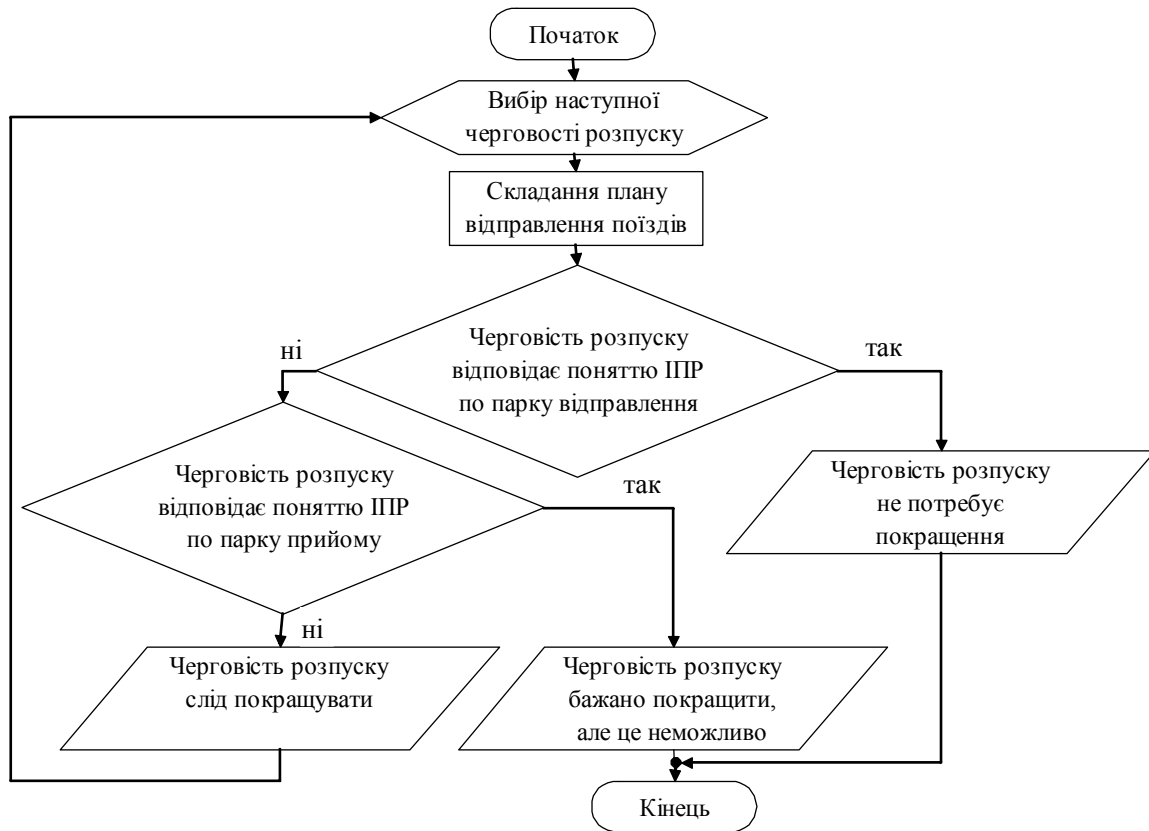 Початок
Вибір наступної
черговості розпуску
Складання плану
відправлення поїздів
Черговість розпуску
відповідає поняттю ІПР
по парку відправлення
ні
так
Черговість розпуску
відповідає поняттю ІПР
по парку прийому
так
Черговість розпуску
не потребує
покращення
ні
Черговість розпуску
слід покращувати
Черговість розпуску
бажано покращити,
але це неможливо
Кінець